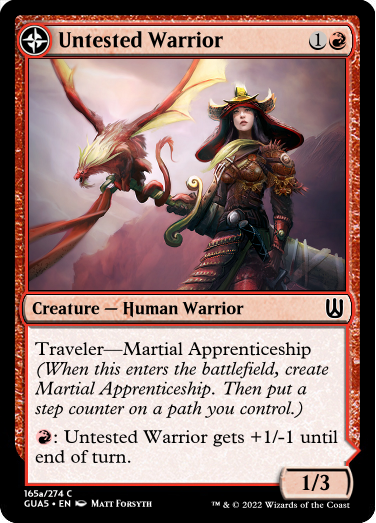 Untested Warrior 1
Creature — Human Warrior
Traveler—Martial Apprenticeship
(When this enters the battlefield, create
Martial Apprenticeship. Then put a
step counter on a path you control.)
: Untested Warrior gets +1/-1 until
end of turn.
1/3
165a/274 C
GUA5 • EN Matt Forsyth
™ & © 2022 Wizards of the Coast